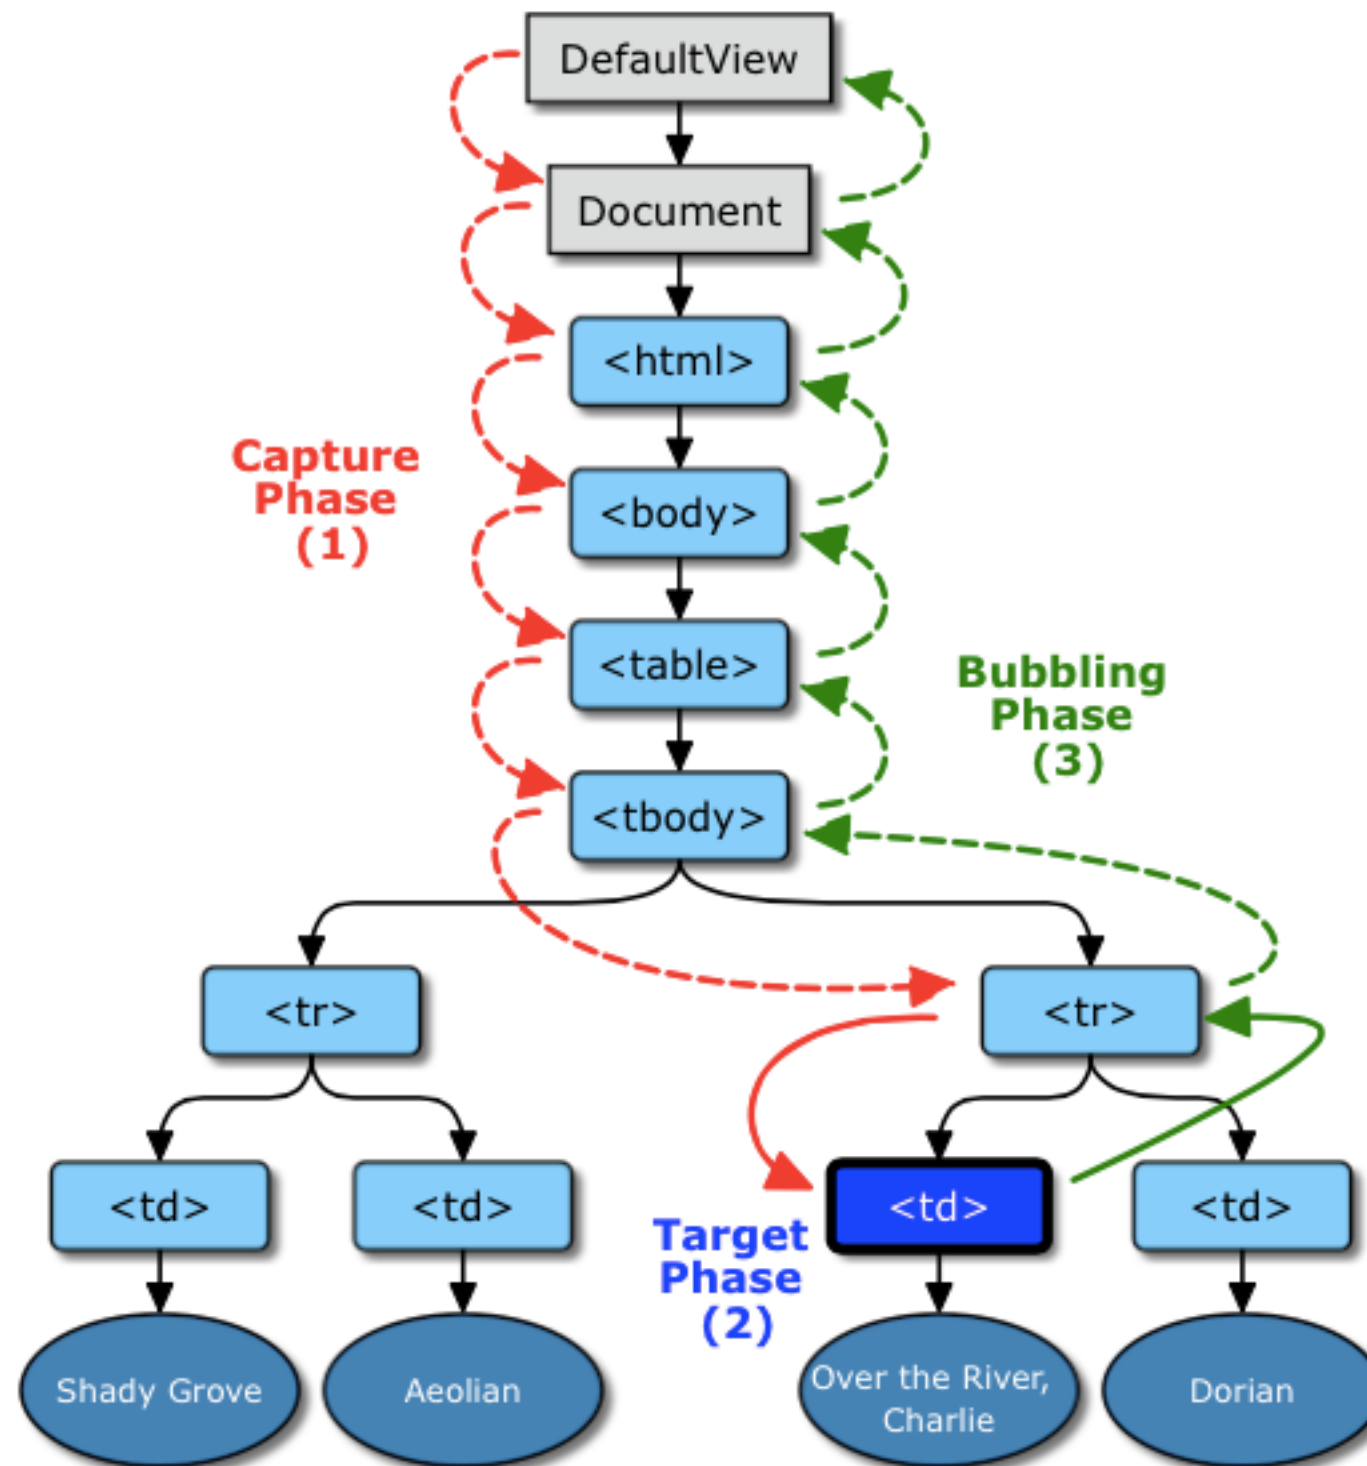 DefaultView
Document
<html>
Capture
Phase
(1)
<body>
<table>
Bubbling
Phase
(3)
<tbody>
<tr>
<tr>
<td>
<td>
<td>
<td>
Target
Phase
(2)
Shady Grove
Aeolian
Over the River,
Charlie
Dorian